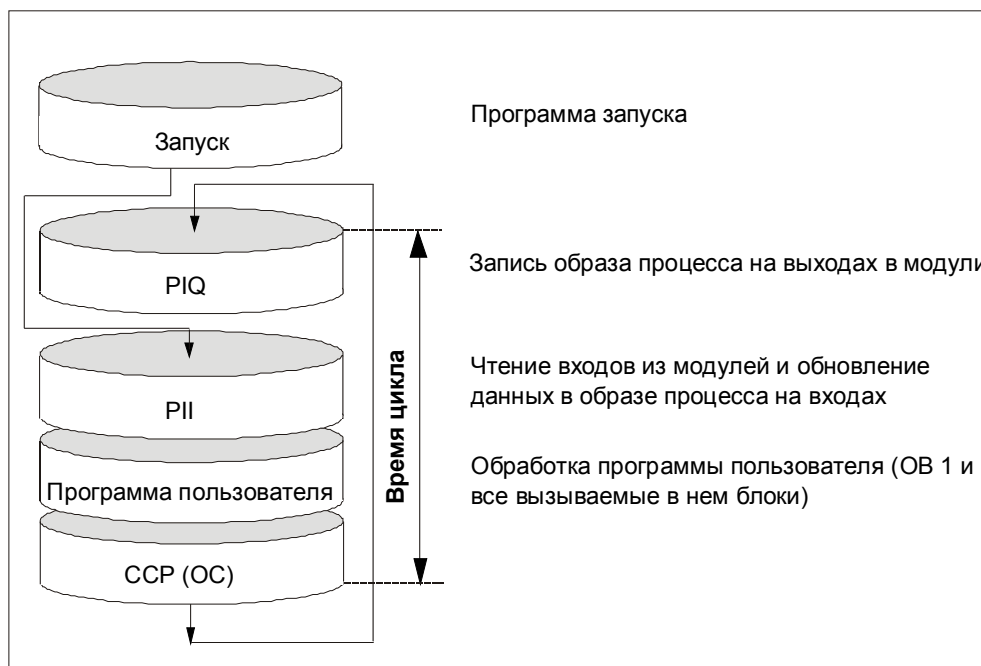 Запуск
Программа запуска
PIQ
Запись образа процесса на выходах в модули
Время цикла
PII
Чтение входов из модулей и обновление
данных в образе процесса на входах
Программа пользователя
Обработка программы пользователя (OB 1 и
все вызываемые в нем блоки)
CCP (ОС)